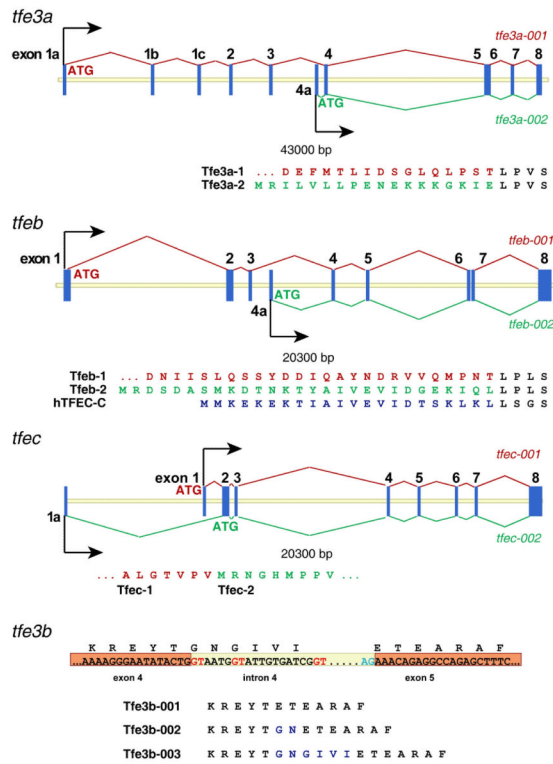 tfe3a
tfe3a-001
exon 1a 1b 1c 2 3 4 5 6 7 8
ATG
4a ATG
tfe3a-002
43000 bp
Tfe3a-1 ... D E F M T L I D S G L Q L P S T L P V S
Tfe3a-2 M R I L V L L P E N E K K K G K I E L P V S
tfeb
tfeb-001
exon 1 2 3 4 5 6 7 8
ATG ATG
4a
tfeb-002
20300 bp
Tfeb-1 ... D N I I S L Q S S Y D D I Q A Y N D R V V Q M P N T L P L S
Tfeb-2 M R D S D A S M K D T N K T Y A I V E V I D G E K I Q L L P L S
hTFEC-C M M K E K E K T I A I V E V I D T S K L K L L S G S
tfec
tfec-001
exon 1 2 3 4 5 6 7 8
ATG
1a ATG
tfec-002
20300 bp
... A L G T V P V M R N G H M P P V ...
Tfec-1 Tfec-2
tfe3b
K R E Y T G N G I V I E T E A R A F
...AAAAGGGAATATACTGGTAATGGTATTGTGATCGGGT.....AGAAACAGAGGCCAGAGCTTTC...
exon 4 intron 4 exon 5
Tfe3b-001 K R E Y T E T E A R A F
Tfe3b-002 K R E Y T G N E T E A R A F
Tfe3b-003 K R E Y T G N G I V I E T E A R A F